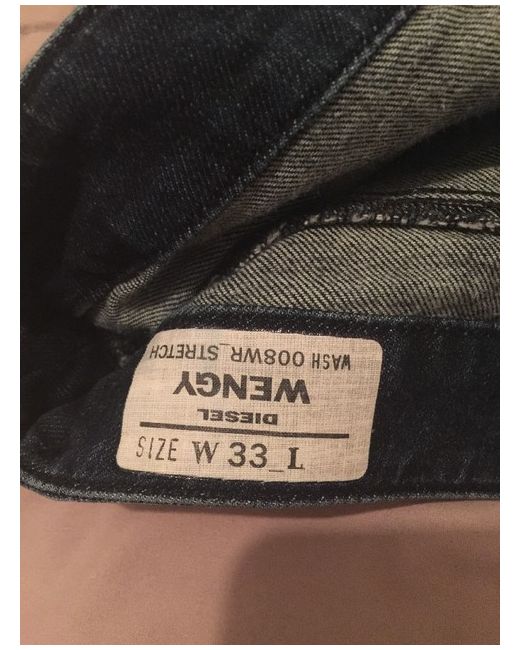 WASH 008WR_STRETCH
WENGY
DIESEL
SIZE W 33_L